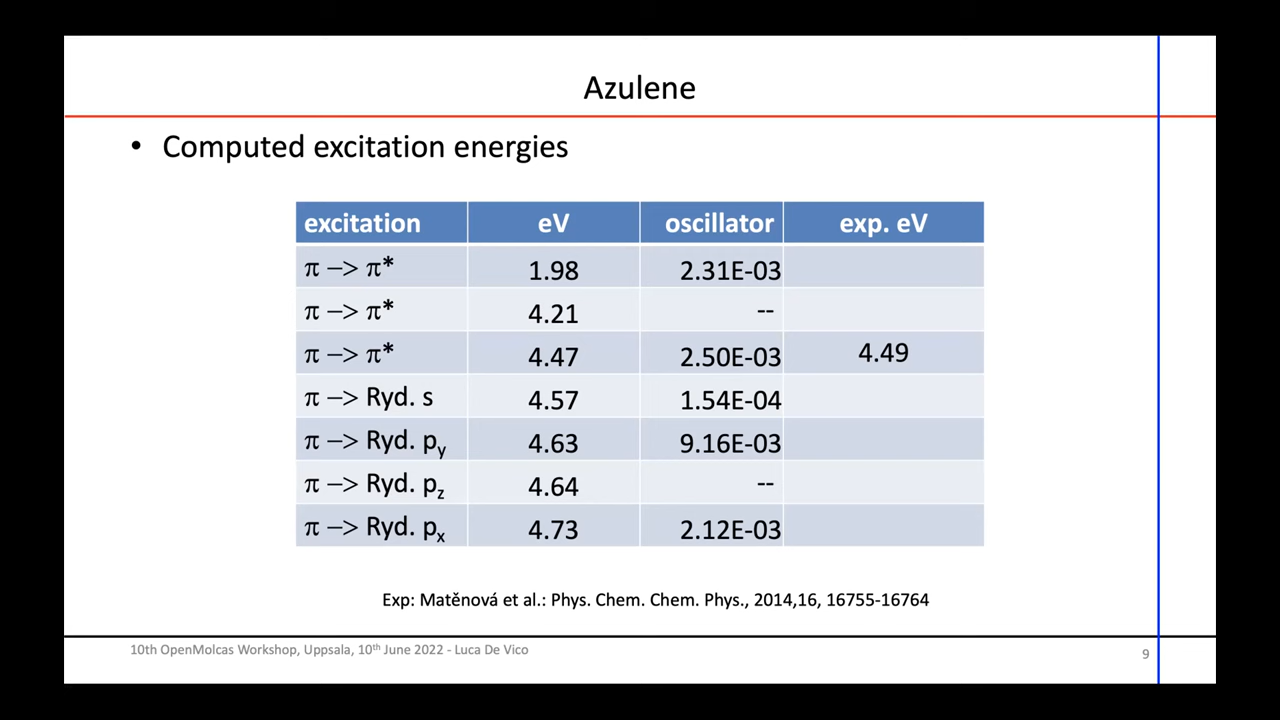 Azulene
• Computed excitation energies
excitation eV oscillator exp. eV
π –> π* 1.98 2.31E-03
π –> π* 4.21 --
π –> π* 4.47 2.50E-03 4.49
π –> Ryd. s 4.57 1.54E-04
π –> Ryd. py 4.63 9.16E-03
π –> Ryd. pz 4.64 --
π –> Ryd. px 4.73 2.12E-03
Exp: Matěnová et al.: Phys. Chem. Chem. Phys., 2014,16, 16755-16764
10th OpenMolcas Workshop, Uppsala, 10th June 2022 - Luca De Vico
9